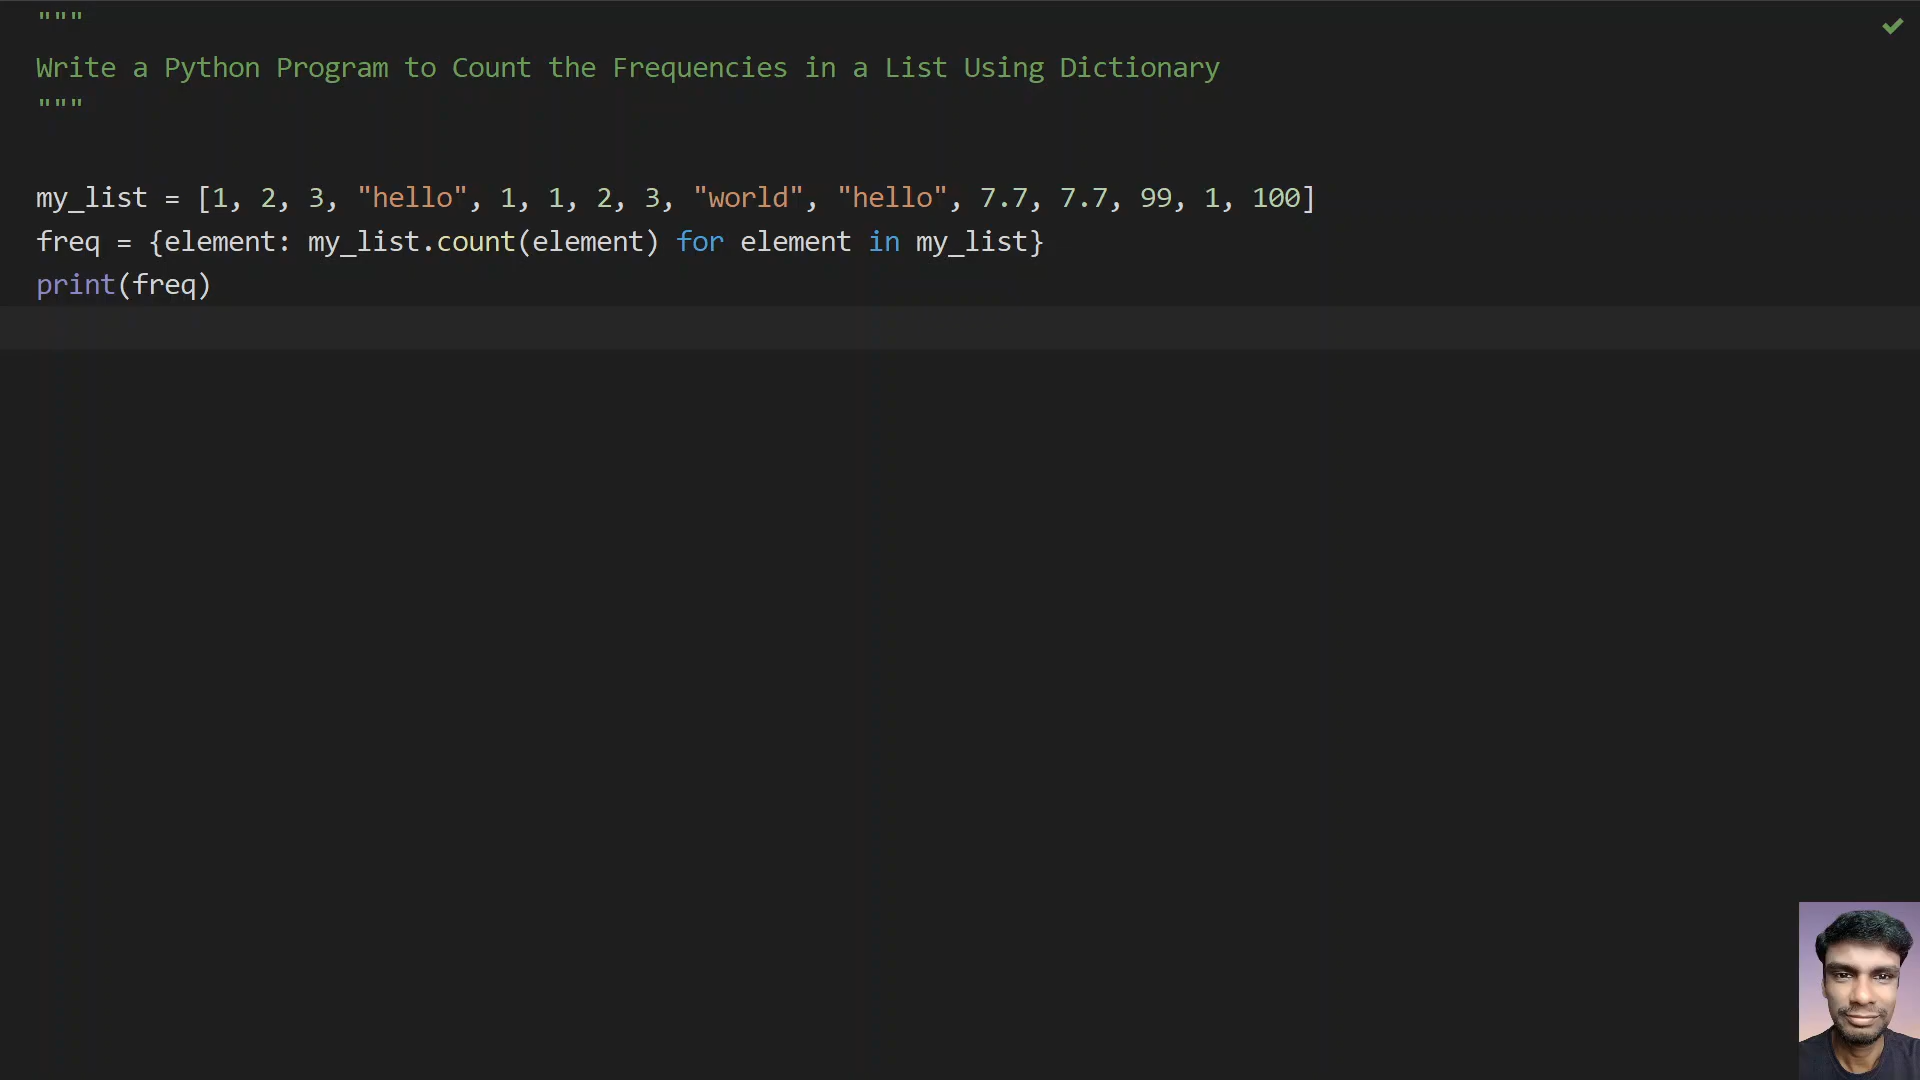 """
Write a Python Program to Count the Frequencies in a List Using Dictionary
"""
my_list = [1, 2, 3, "hello", 1, 1, 2, 3, "world", "hello", 7.7, 7.7, 99, 1, 100]
freq = {element: my_list.count(element) for element in my_list}
print(freq)